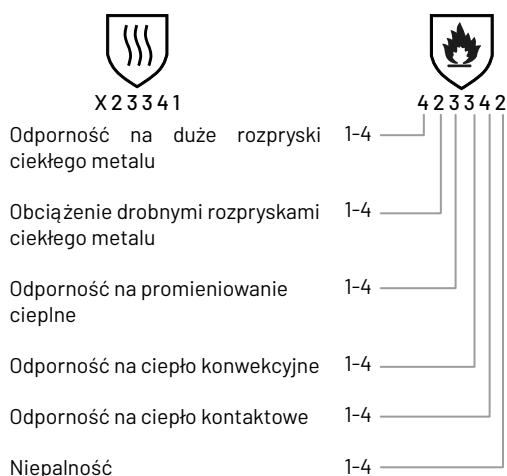 X 2 3 3 4 1
4 2 3 3 4 2
Odporność na duże rozpryski 1-4
ciekłego metalu
Obciążenie drobnymi rozpryskami 1-4
ciekłego metalu
Odporność na promieniowanie 1-4
cieplne
Odporność na ciepło konwekcyjne 1-4
Odporność na ciepło kontaktowe 1-4
Niepalność 1-4